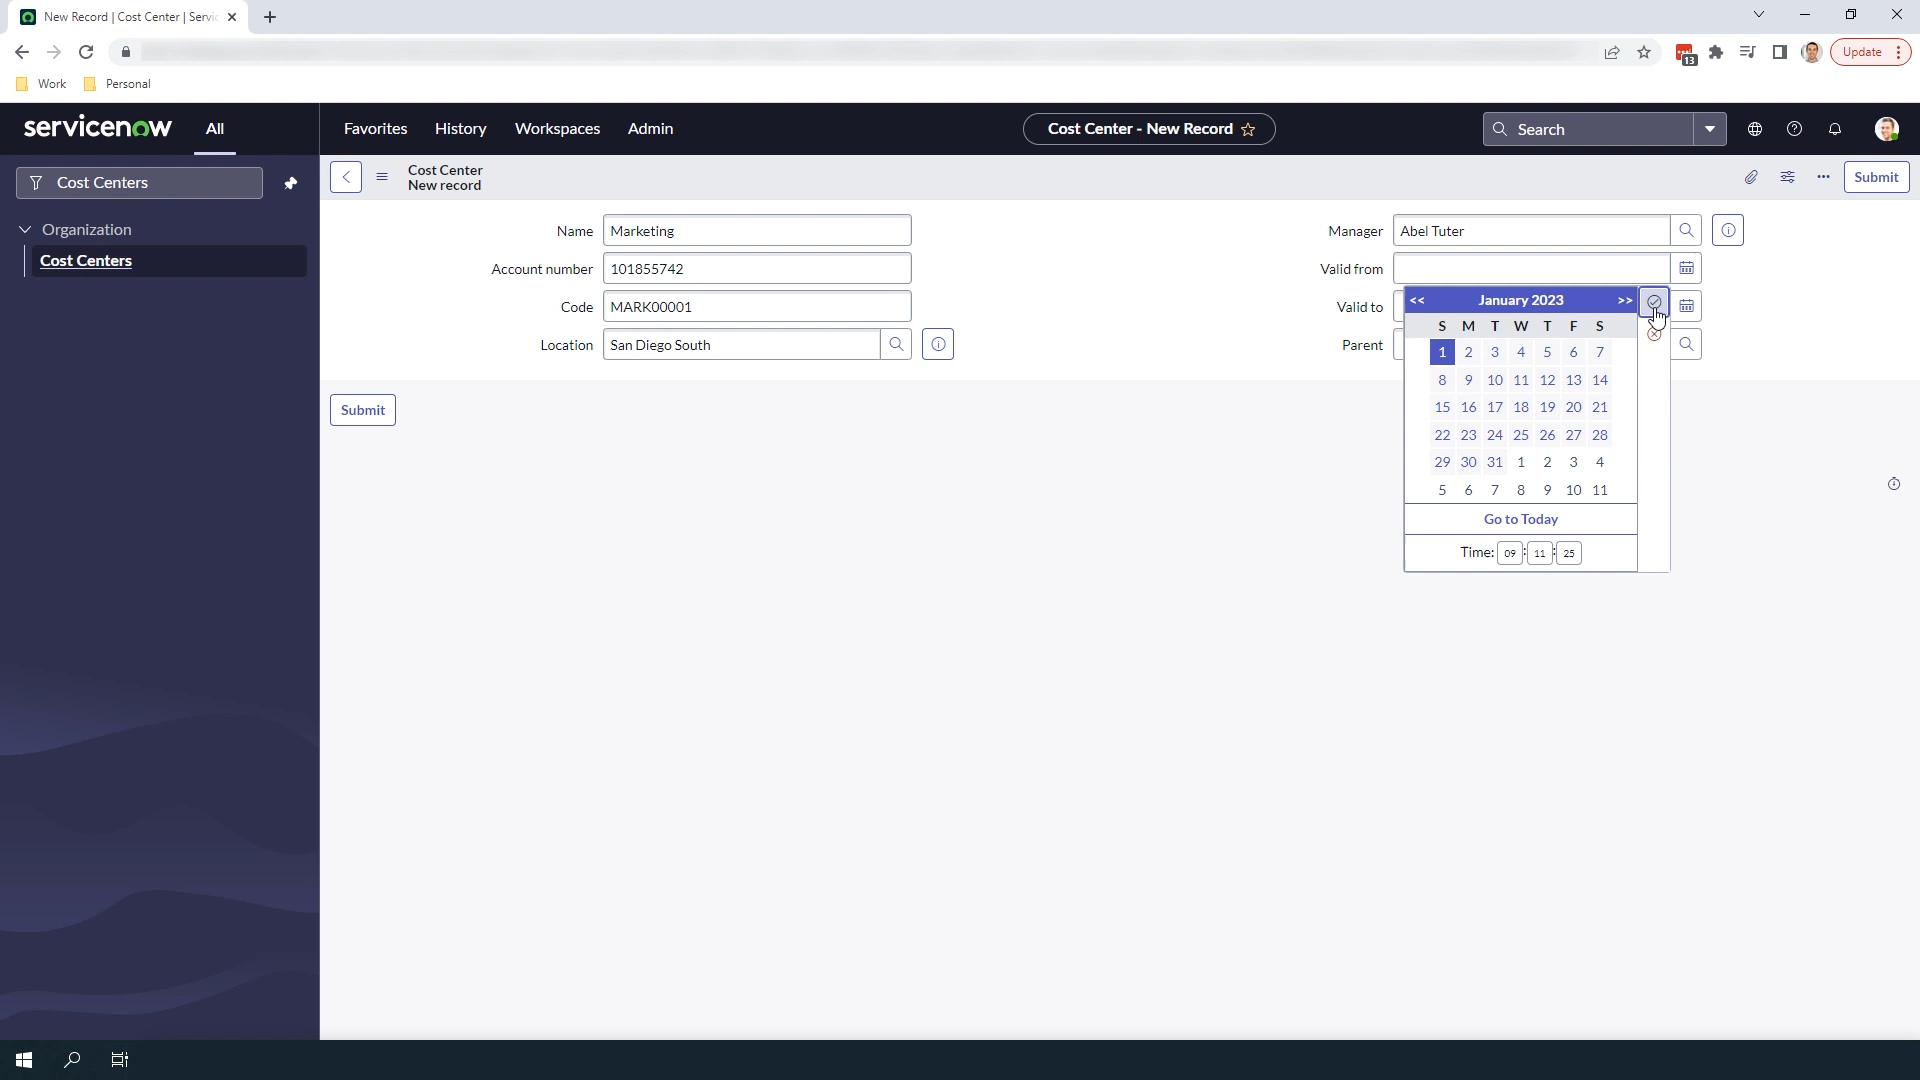 New Record | Cost Center | Servic
13
Update
Work
Personal
servicenow
All
Favorites
History
Workspaces
Admin
Cost Center - New Record
Search
Cost Centers
Cost Center
New record
Submit
Organization
Cost Centers
Name
Marketing
Manager
Abel Tuter
Account number
101855742
Valid from
Code
MARK00001
Valid to
Location
San Diego South
Parent
<< January 2023 >>
S M T W T F S
1 2 3 4 5 6 7
8 9 10 11 12 13 14
15 16 17 18 19 20 21
22 23 24 25 26 27 28
29 30 31 1 2 3 4
5 6 7 8 9 10 11
Go to Today
Time: 09 : 11 : 25
Submit